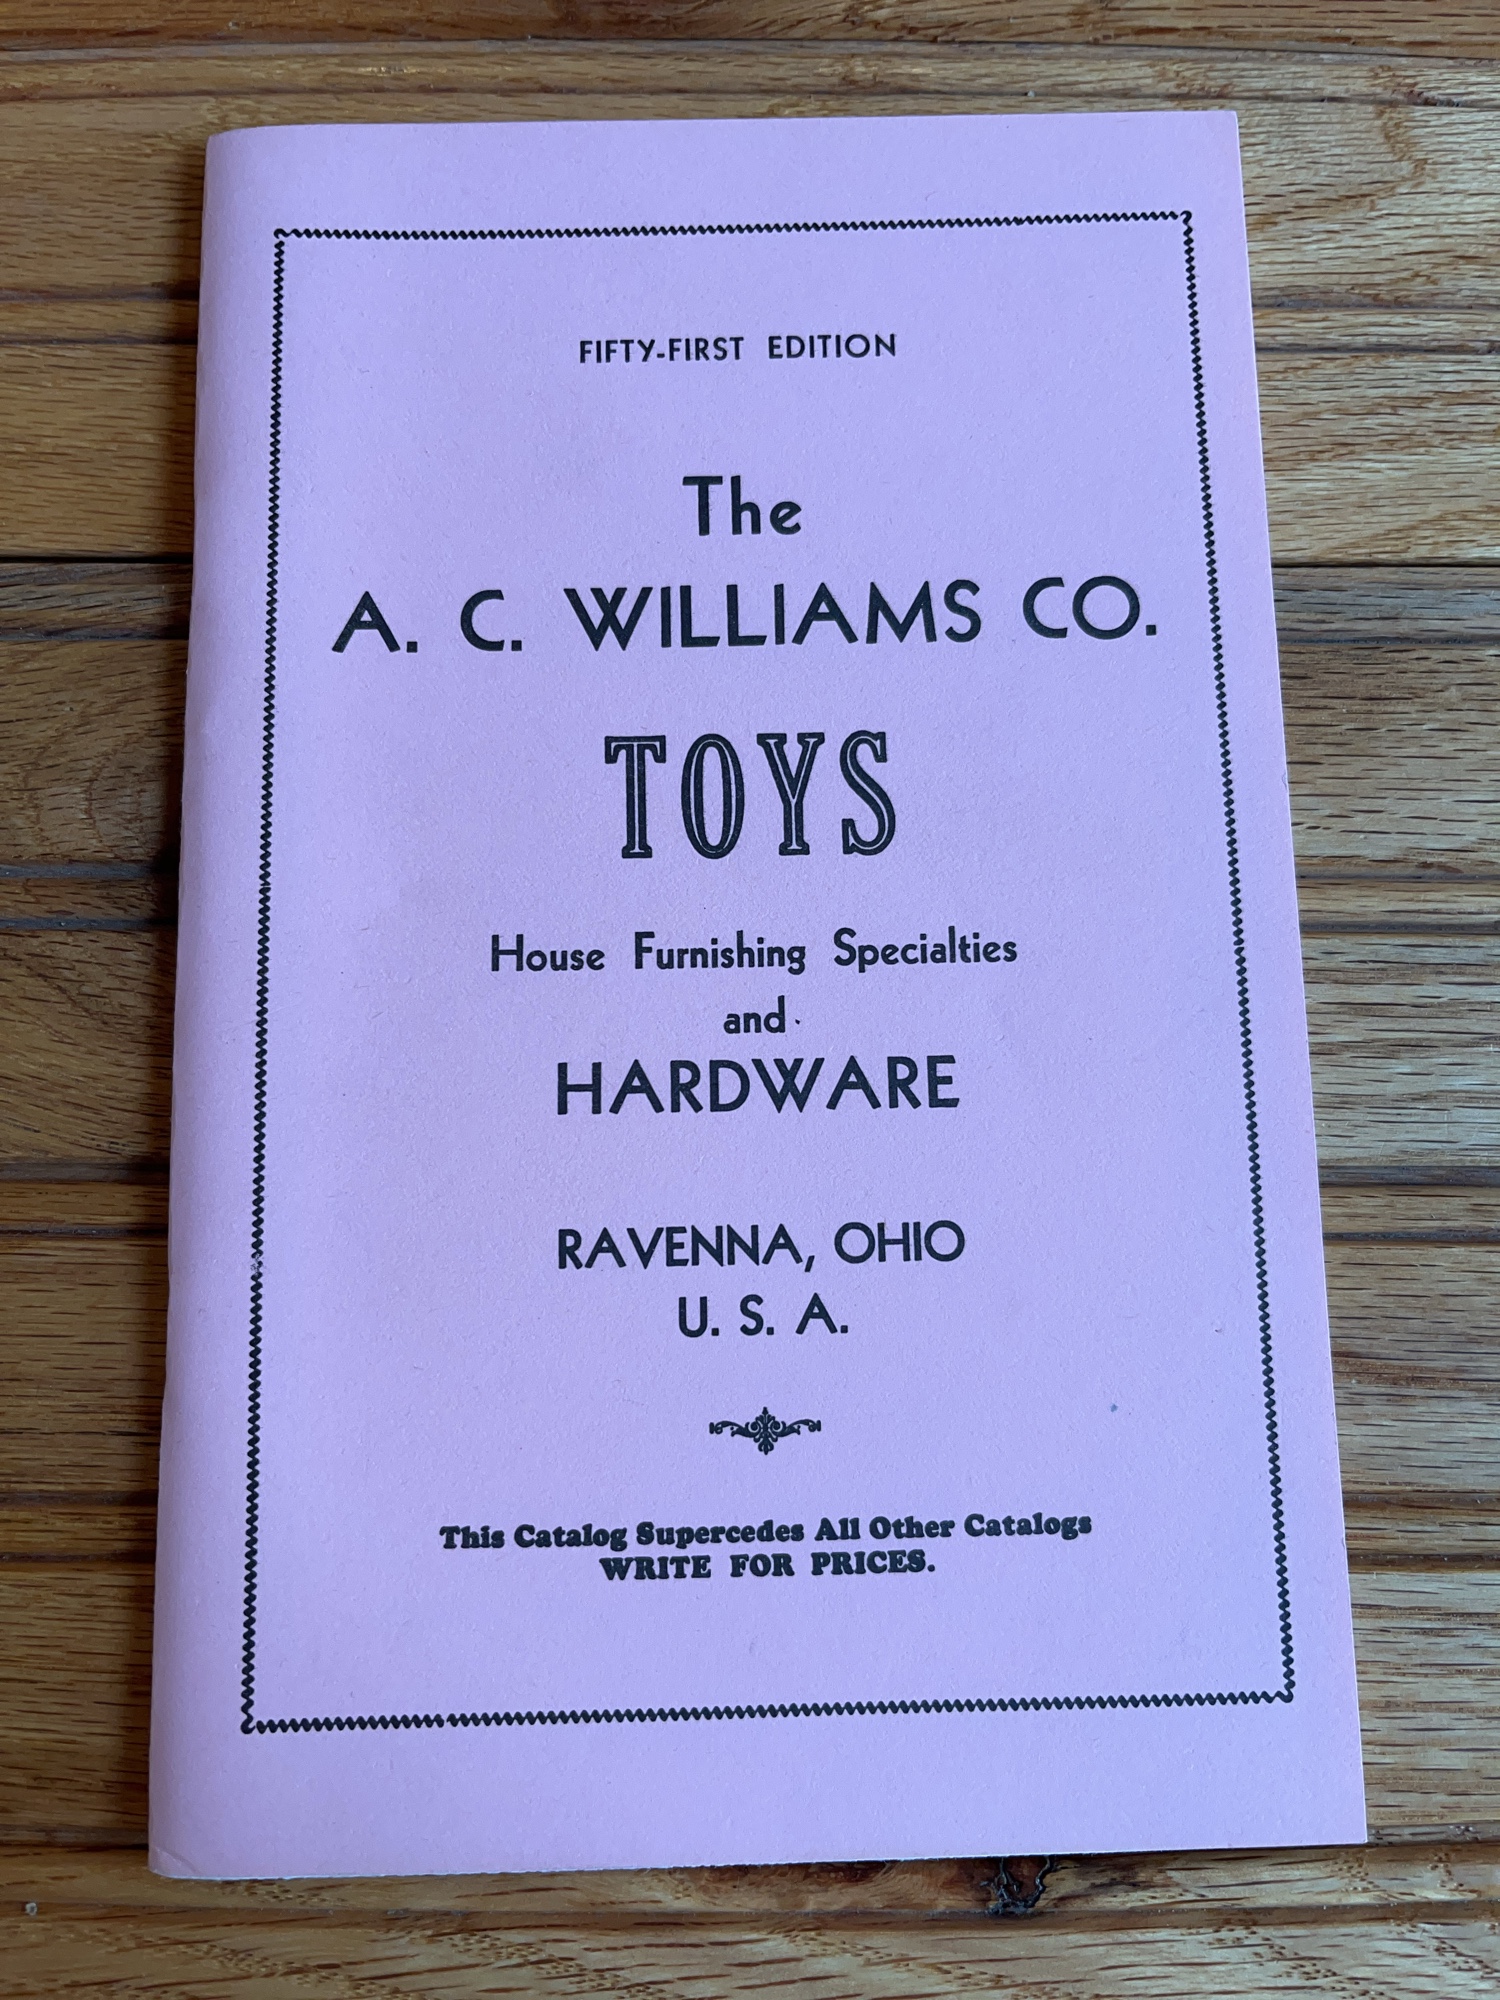 FIFTY-FIRST EDITION
The
A. C. WILLIAMS CO.
TOYS
House Furnishing Specialties
and
HARDWARE
RAVENNA, OHIO
U. S. A.
This Catalog Supercedes All Other Catalogs
WRITE FOR PRICES.